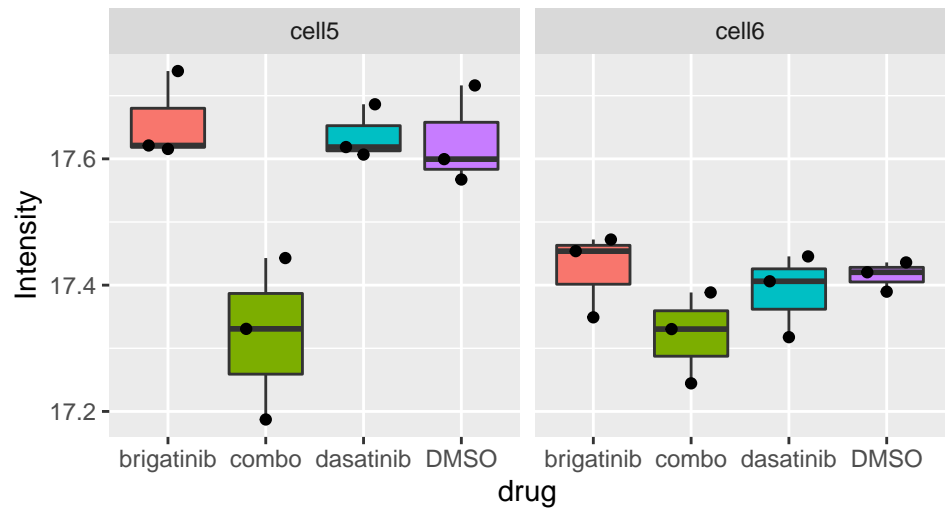 cell5 cell6
Intensity
17.6
17.4
17.2
brigatinib combo dasatinib DMSO brigatinib combo dasatinib DMSO
drug